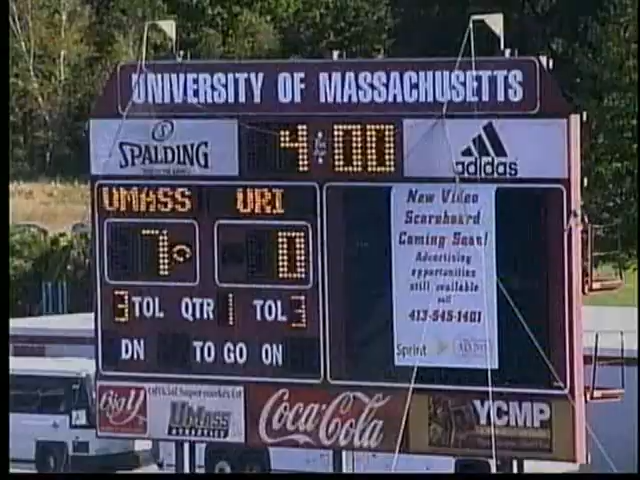 UNIVERSITY OF MASSACHUSETTS
SPALDING
4:00
adidas
UMASS URI
7 0
3 TOL QTR 1 TOL 3
DN TO GO ON
New Video
Scoreboard
Coming Soon!
Advertising
opportunities
still available
call
413-545-1401
Sprint
Big Y
UMASS
ATHLETICS
Coca-Cola
YCMP